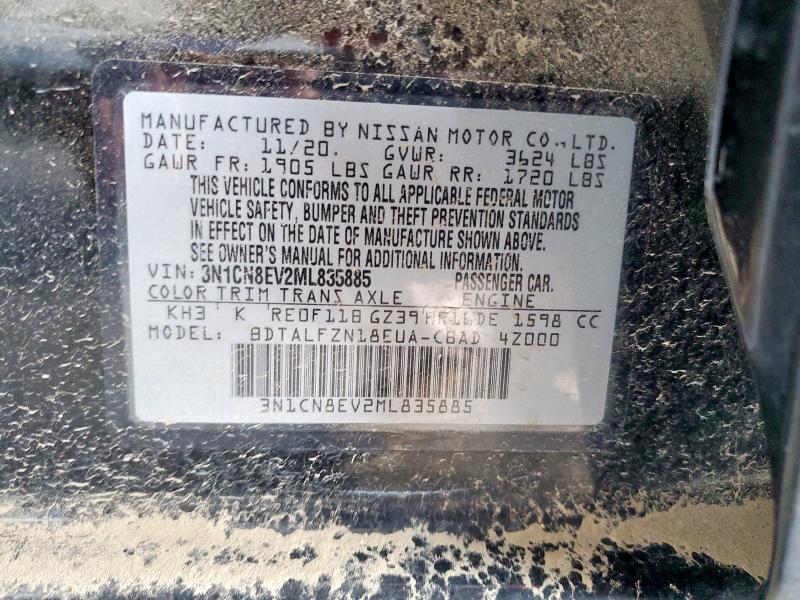 MANUFACTURED BY NISSAN MOTOR CO., LTD.
DATE: 11/20. GVWR: 3624 LBS
GAWR FR: 1905 LBS GAWR RR: 1720 LBS
THIS VEHICLE CONFORMS TO ALL APPLICABLE FEDERAL MOTOR
VEHICLE SAFETY, BUMPER AND THEFT PREVENTION STANDARDS
IN EFFECT ON THE DATE OF MANUFACTURE SHOWN ABOVE.
SEE OWNER'S MANUAL FOR ADDITIONAL INFORMATION.
VIN: 3N1CN8EV2ML835885 PASSENGER CAR.
COLOR TRIM TRANS AXLE ENGINE
KH3 K RE0F11B GZ39 HR16DE 1598 CC
MODEL: BDTALFZN18EUA-CBAD 4Z000
3N1CN8EV2ML835885